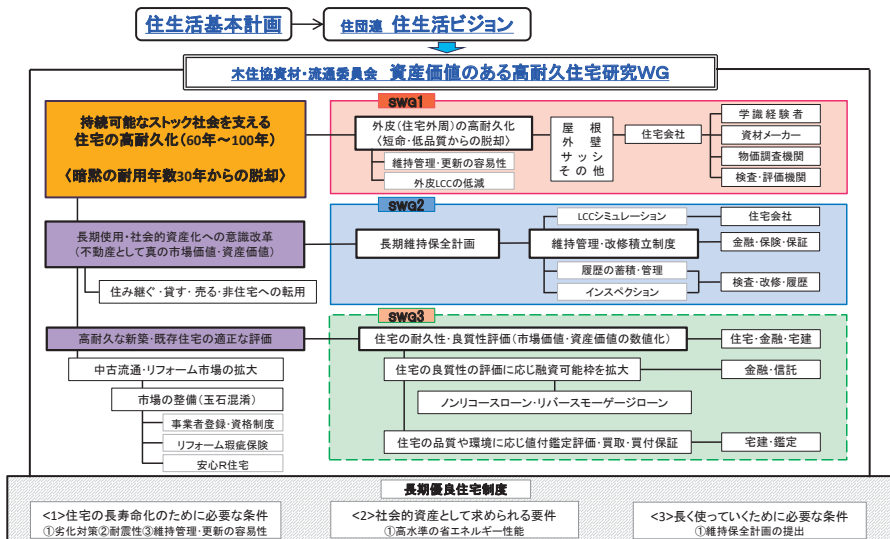 住生活基本計画
住団連 住生活ビジョン
木住協資材・流通委員会 資産価値のある高耐久住宅研究WG
持続可能なストック社会を支える
住宅の高耐久化(60年～100年)
〈暗黙の耐用年数30年からの脱却〉
SWG1
外皮(住宅外周)の高耐久化
〈短命・低品質からの脱却〉
維持管理・更新の容易性
外皮LCCの低減
屋 根
外 壁
サ ッ シ
そ の 他
住宅会社
学識経験者
資材メーカー
物価調査機関
検査・評価機関
長期使用・社会的資産化への意識改革
(不動産として真の市場価値・資産価値)
住み継ぐ・貸す・売る・非住宅への転用
SWG2
長期維持保全計画
LCCシミュレーション
維持管理・改修積立制度
履歴の蓄積・管理
インスペクション
住宅会社
金融・保険・保証
検査・改修・履歴
高耐久な新築・既存住宅の適正な評価
中古流通・リフォーム市場の拡大
市場の整備(玉石混淆)
事業者登録・資格制度
リフォーム瑕疵保険
安心R住宅
SWG3
住宅の耐久性・良質性評価(市場価値・資産価値の数値化)
住宅・金融・宅建
住宅の良質性の評価に応じ融資可能枠を拡大
金融・信託
ノンリコースローン・リバースモーゲージローン
住宅の品質や環境に応じ値付鑑定評価・買取・買付保証
宅建・鑑定
長期優良住宅制度
<1>住宅の長寿命化のために必要な条件
①劣化対策②耐震性③維持管理・更新の容易性
<2>社会的資産として求められる要件
①高水準の省エネルギー性能
<3>長く使っていくために必要な条件
①維持保全計画の提出